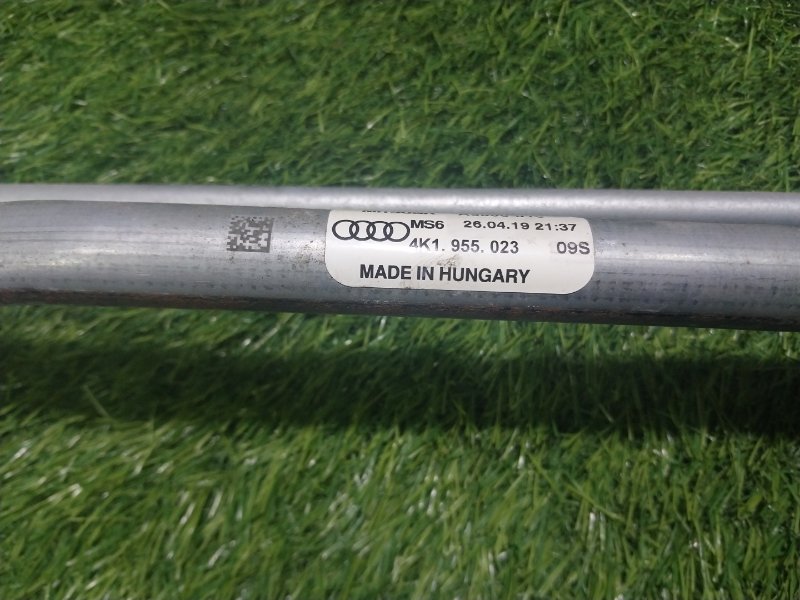 MS6 26.04.19 21:37
4K1. 955. 023 09S
MADE IN HUNGARY